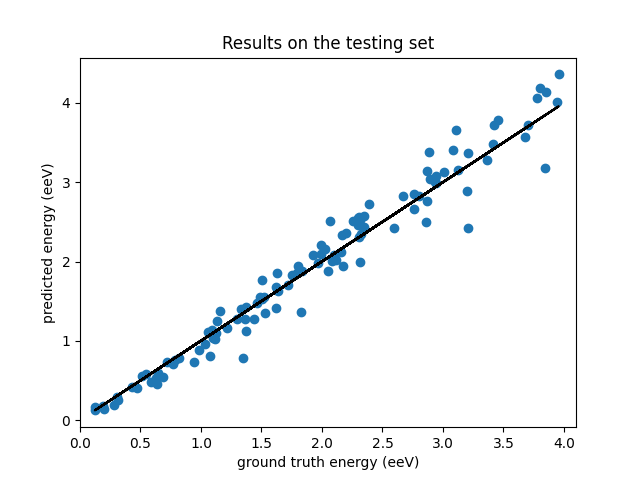 Results on the testing set
4
3
2
1
0
predicted energy (eeV)
0.0 0.5 1.0 1.5 2.0 2.5 3.0 3.5 4.0
ground truth energy (eeV)